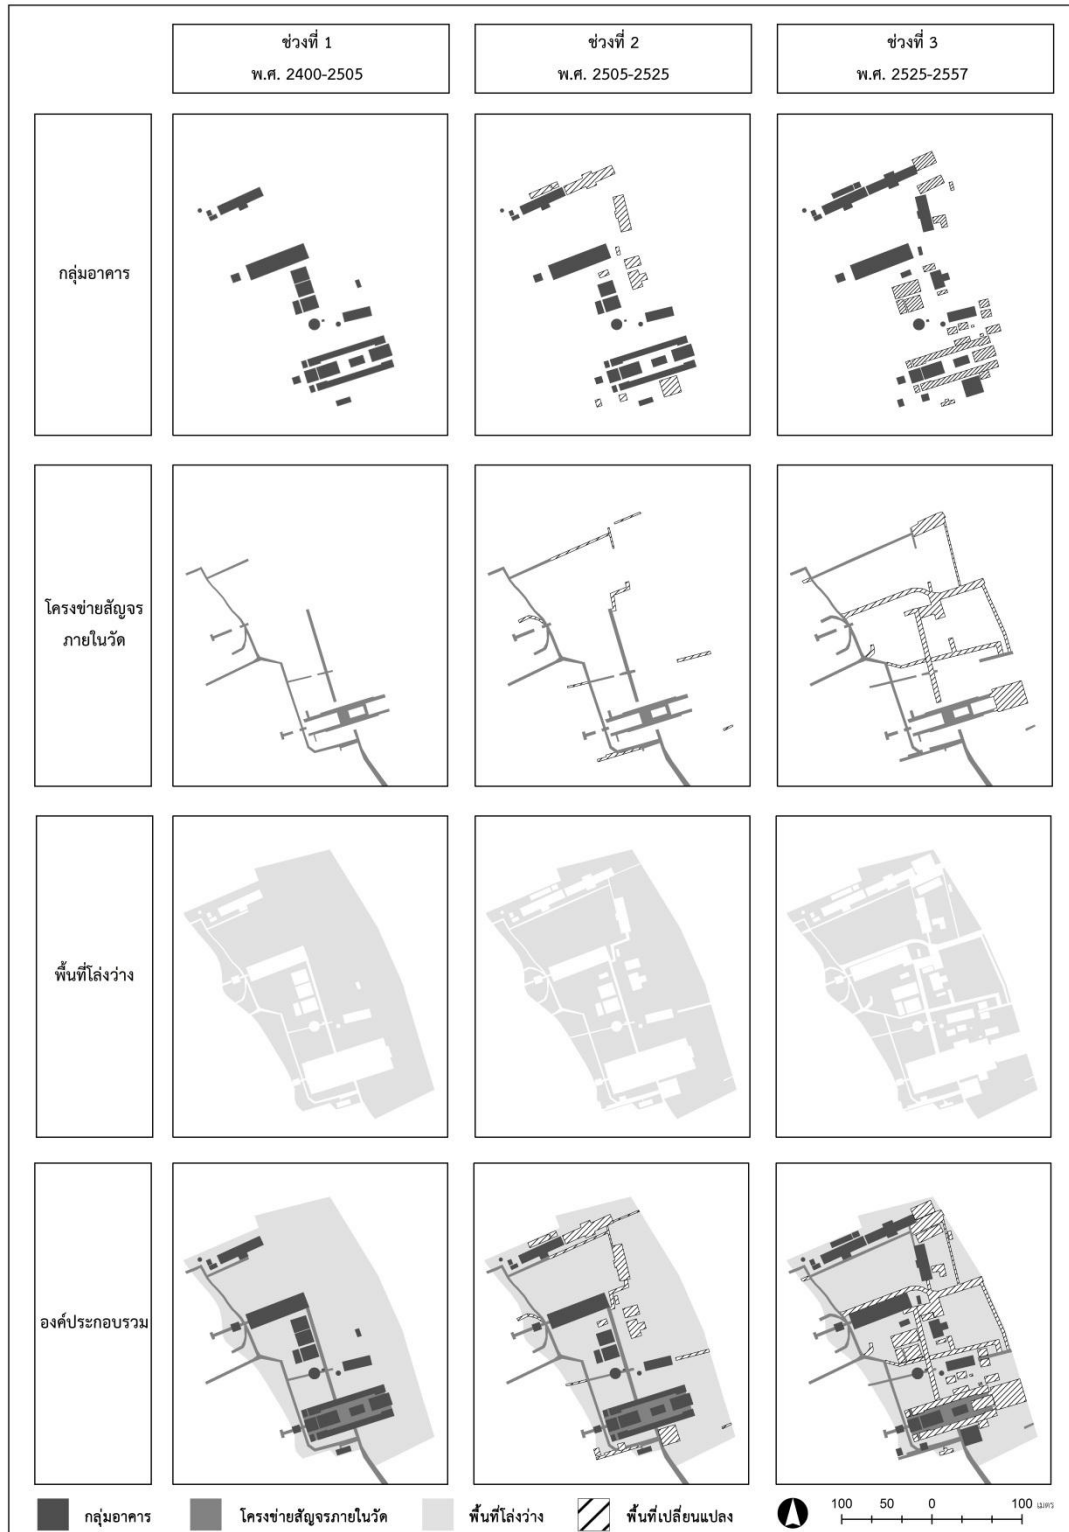 ช่วงที่ 1
พ.ศ. 2400-2505
ช่วงที่ 2
พ.ศ. 2505-2525
ช่วงที่ 3
พ.ศ. 2525-2557
กลุ่มอาคาร
โครงข่ายสัญจร
ภายในวัด
พื้นที่โล่งว่าง
องค์ประกอบรวม
กลุ่มอาคาร
โครงข่ายสัญจรภายในวัด
พื้นที่โล่งว่าง
พื้นที่เปลี่ยนแปลง
100 50 0 100 เมตร